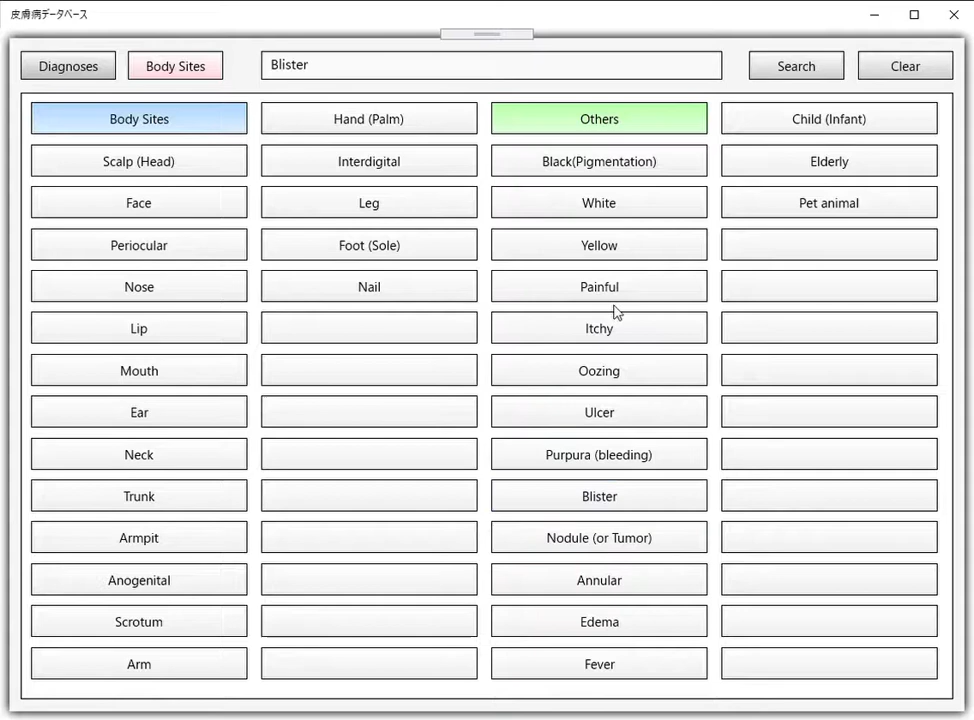 皮膚病データベース
Diagnoses
Body Sites
Blister
Search
Clear
Body Sites
Hand (Palm)
Others
Child (Infant)
Scalp (Head)
Interdigital
Black(Pigmentation)
Elderly
Face
Leg
White
Pet animal
Periocular
Foot (Sole)
Yellow
Nose
Nail
Painful
Lip
Itchy
Mouth
Oozing
Ear
Ulcer
Neck
Purpura (bleeding)
Trunk
Blister
Armpit
Nodule (or Tumor)
Anogenital
Annular
Scrotum
Edema
Arm
Fever